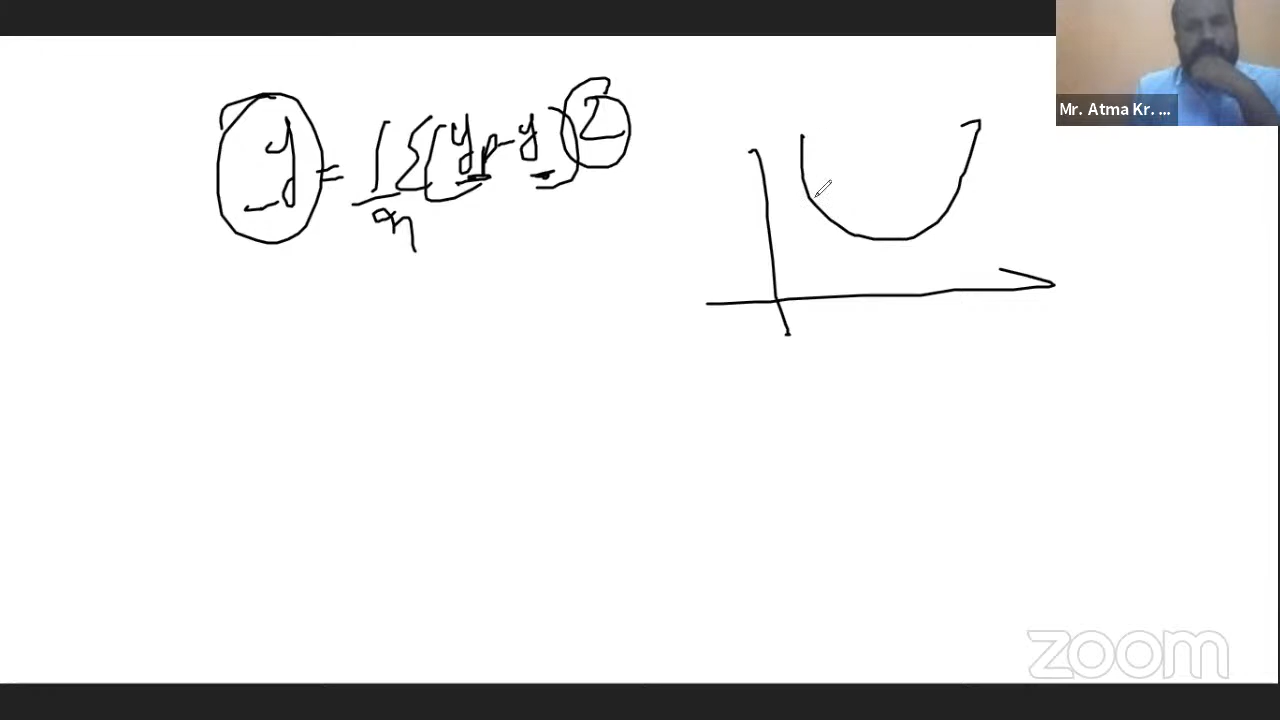 y = 1/n Σ(yp - y)²
Mr. Atma Kr. ...
zoom